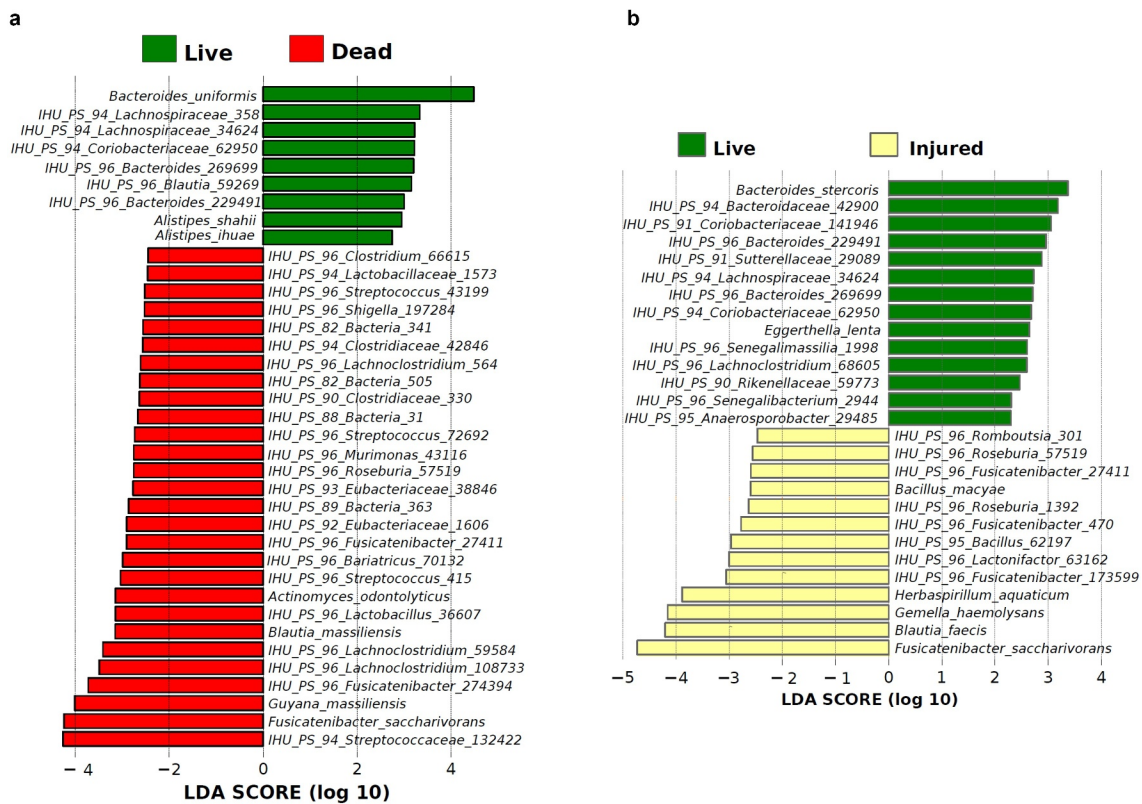 a
Live Dead
Bacteroides_uniformis
IHU_PS_94_Lachnospiraceae_358
IHU_PS_94_Lachnospiraceae_34624
IHU_PS_94_Coriobacteriaceae_62950
IHU_PS_96_Bacteroides_269699
IHU_PS_96_Blautia_59269
IHU_PS_96_Bacteroides_229491
Alistipes_shahii
Alistipes_ihuae
IHU_PS_96_Clostridium_66615
IHU_PS_94_Lactobacillaceae_1573
IHU_PS_96_Streptococcus_43199
IHU_PS_96_Shigella_197284
IHU_PS_82_Bacteria_341
IHU_PS_94_Clostridiaceae_42846
IHU_PS_96_Lachnoclostridium_564
IHU_PS_82_Bacteria_505
IHU_PS_90_Clostridiaceae_330
IHU_PS_88_Bacteria_31
IHU_PS_96_Streptococcus_72692
IHU_PS_96_Murimonas_43116
IHU_PS_96_Roseburia_57519
IHU_PS_93_Eubacteriaceae_38846
IHU_PS_89_Bacteria_363
IHU_PS_92_Eubacteriaceae_1606
IHU_PS_96_Fusicatenibacter_27411
IHU_PS_96_Bariatricus_70132
IHU_PS_96_Streptococcus_415
Actinomyces_odontolyticus
IHU_PS_96_Lactobacillus_36607
Blautia_massiliensis
IHU_PS_96_Lachnoclostridium_59584
IHU_PS_96_Lachnoclostridium_108733
IHU_PS_96_Fusicatenibacter_274394
Guyana_massiliensis
Fusicatenibacter_saccharivorans
IHU_PS_94_Streptococcaceae_132422
−4 −2 0 2 4
LDA SCORE (log 10)
b
Live Injured
Bacteroides_stercoris
IHU_PS_94_Bacteroidaceae_42900
IHU_PS_91_Coriobacteriaceae_141946
IHU_PS_96_Bacteroides_229491
IHU_PS_91_Sutterellaceae_29089
IHU_PS_94_Lachnospiraceae_34624
IHU_PS_96_Bacteroides_269699
IHU_PS_94_Coriobacteriaceae_62950
Eggerthella_lenta
IHU_PS_96_Senegalimassilia_1998
IHU_PS_96_Lachnoclostridium_68605
IHU_PS_90_Rikenellaceae_59773
IHU_PS_96_Senegalibacterium_2944
IHU_PS_95_Anaerosporobacter_29485
IHU_PS_96_Romboutsia_301
IHU_PS_96_Roseburia_57519
IHU_PS_96_Fusicatenibacter_27411
Bacillus_macyae
IHU_PS_96_Roseburia_1392
IHU_PS_96_Fusicatenibacter_470
IHU_PS_95_Bacillus_62197
IHU_PS_96_Lactonifactor_63162
IHU_PS_96_Fusicatenibacter_173599
Herbaspirillum_aquaticum
Gemella_haemolysans
Blautia_faecis
Fusicatenibacter_saccharivorans
−5 −4 −3 −2 −1 0 1 2 3 4
LDA SCORE (log 10)